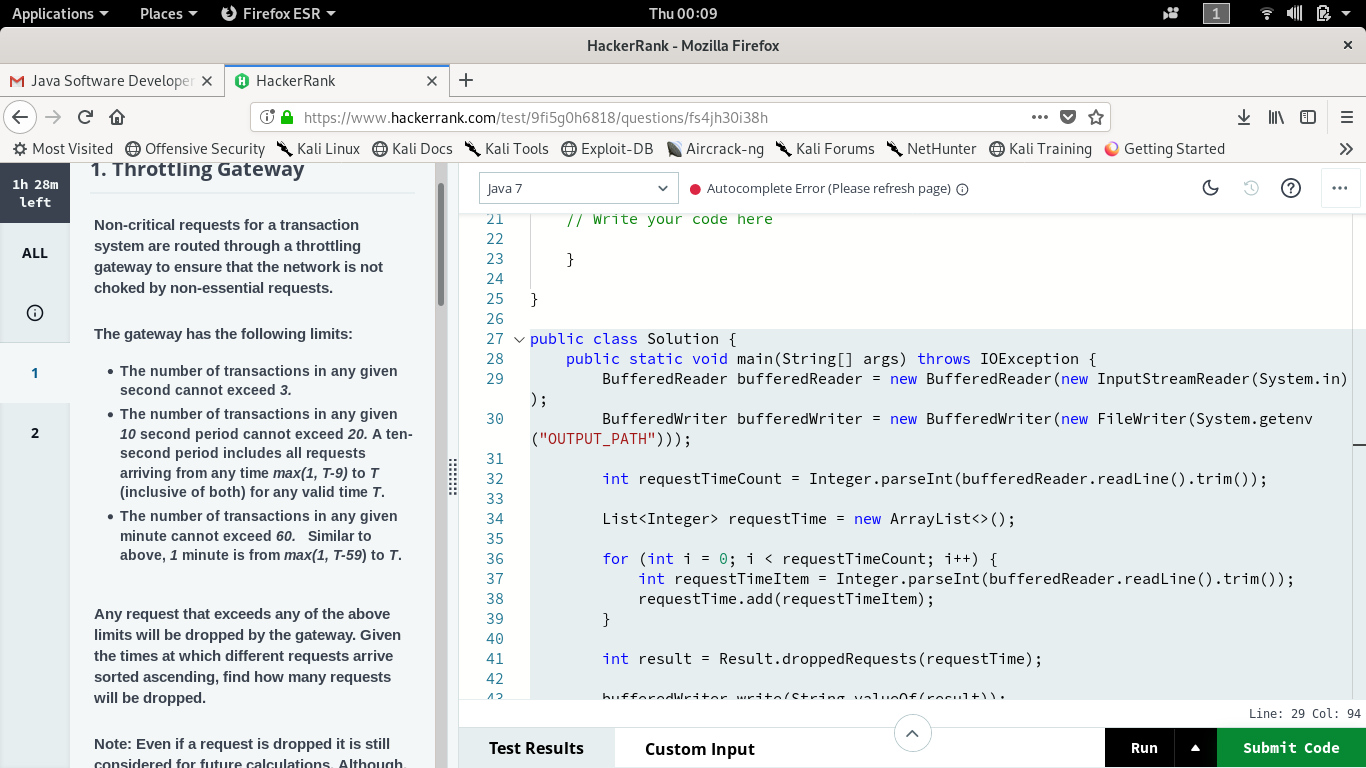 Applications Places Firefox ESR Thu 00:09 1
HackerRank - Mozilla Firefox
Java Software Developer HackerRank
https://www.hackerrank.com/test/9fi5g0h6818/questions/fs4jh30i38h
Most Visited Offensive Security Kali Linux Kali Docs Kali Tools Exploit-DB Aircrack-ng Kali Forums NetHunter Kali Training Getting Started
1h 28m
left
ALL
1
2
1. Throttling Gateway
Non-critical requests for a transaction
system are routed through a throttling
gateway to ensure that the network is not
choked by non-essential requests.
The gateway has the following limits:
• The number of transactions in any given
second cannot exceed 3.
• The number of transactions in any given
10 second period cannot exceed 20. A ten-
second period includes all requests
arriving from any time max(1, T-9) to T
(inclusive of both) for any valid time T.
• The number of transactions in any given
minute cannot exceed 60.   Similar to
above, 1 minute is from max(1, T-59) to T.
Any request that exceeds any of the above
limits will be dropped by the gateway. Given
the times at which different requests arrive
sorted ascending, find how many requests
will be dropped.
Note: Even if a request is dropped it is still
considered for future calculations. Although,
Java 7 Autocomplete Error (Please refresh page)
21     // Write your code here
22
23     }
24
25 }
26
27 public class Solution {
28     public static void main(String[] args) throws IOException {
29         BufferedReader bufferedReader = new BufferedReader(new InputStreamReader(System.in)
);
30         BufferedWriter bufferedWriter = new BufferedWriter(new FileWriter(System.getenv
("OUTPUT_PATH")));
31
32         int requestTimeCount = Integer.parseInt(bufferedReader.readLine().trim());
33
34         List<Integer> requestTime = new ArrayList<>();
35
36         for (int i = 0; i < requestTimeCount; i++) {
37             int requestTimeItem = Integer.parseInt(bufferedReader.readLine().trim());
38             requestTime.add(requestTimeItem);
39         }
40
41         int result = Result.droppedRequests(requestTime);
42
43         bufferedWriter.write(String.valueOf(result));
Line: 29 Col: 94
Test Results Custom Input Run Submit Code